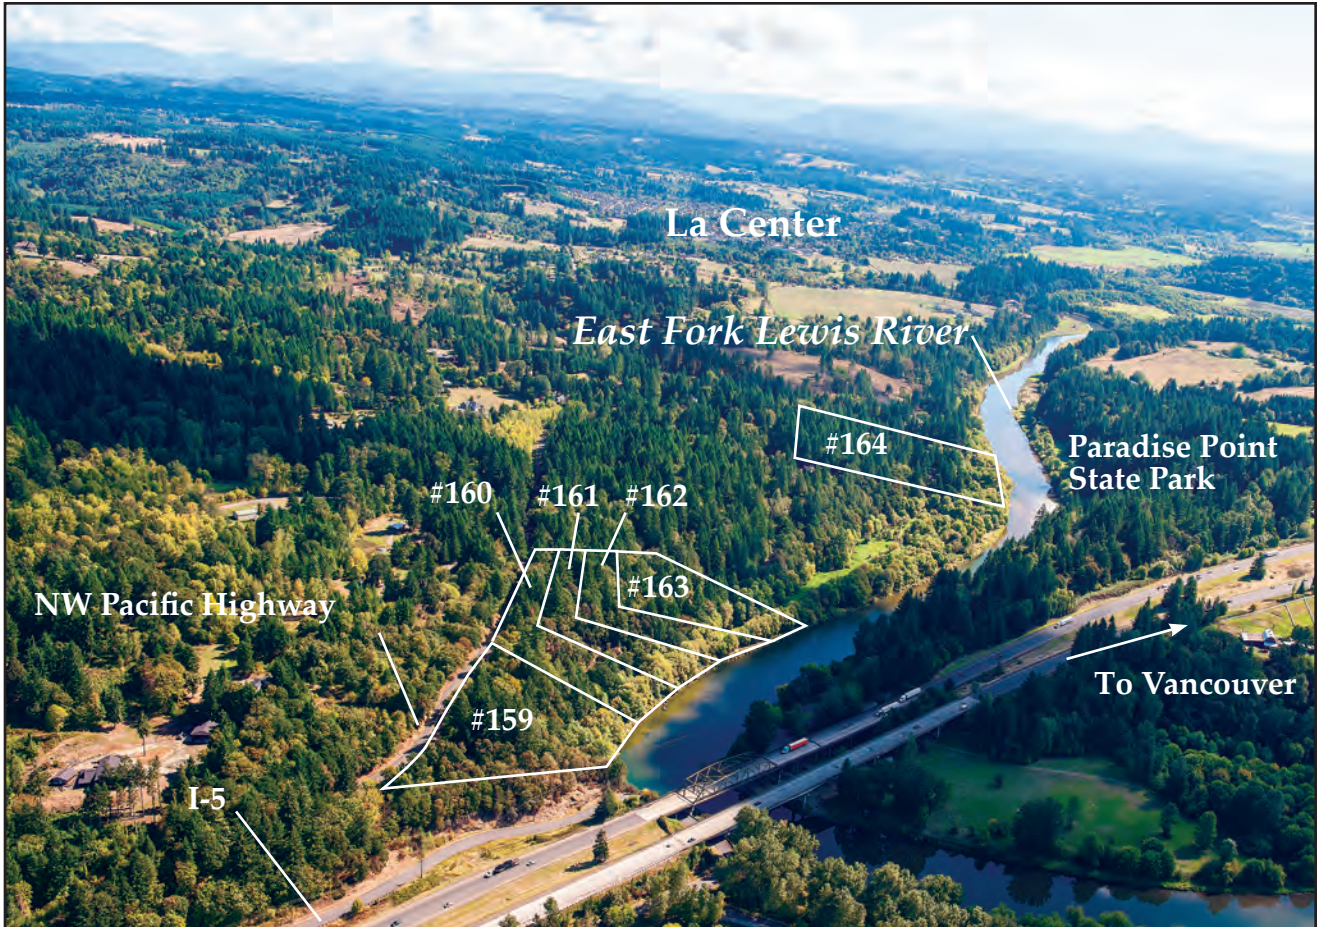 La Center
East Fork Lewis River
#164
Paradise Point
State Park
#160
#161
#162
#163
NW Pacific Highway
To Vancouver
#159
I-5